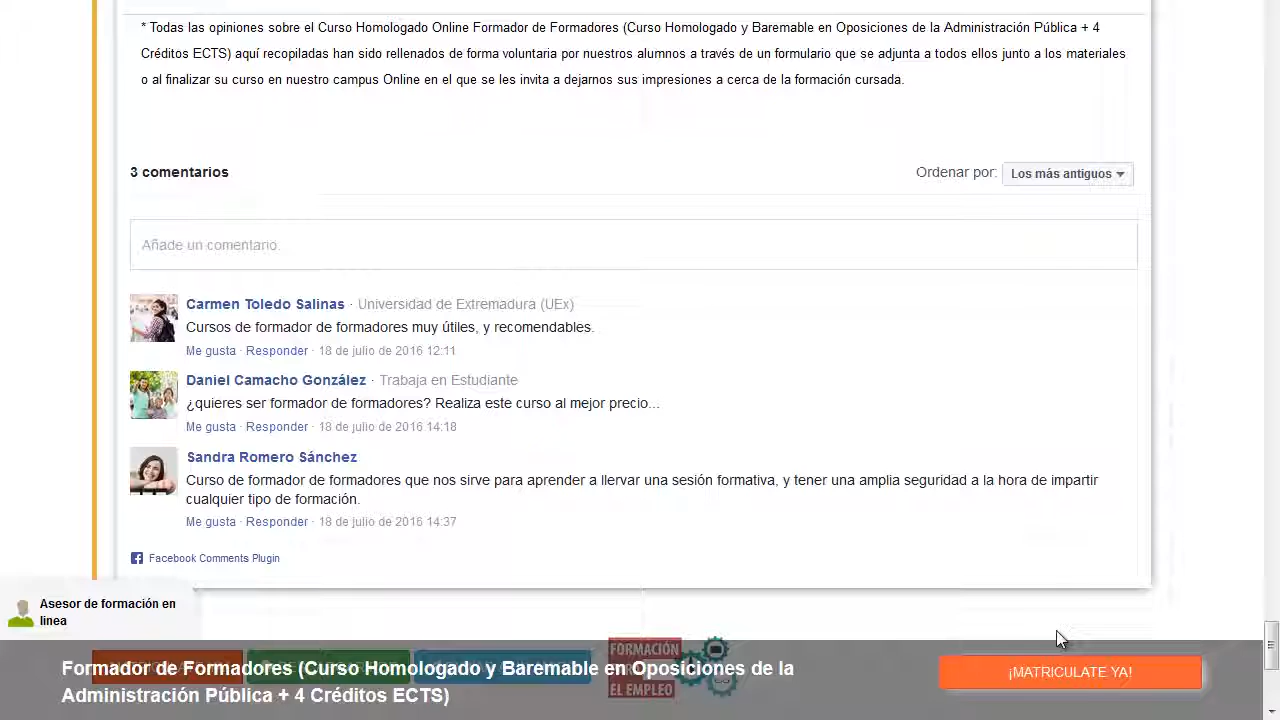 * Todas las opiniones sobre el Curso Homologado Online Formador de Formadores (Curso Homologado y Baremable en Oposiciones de la Administración Pública + 4
Créditos ECTS) aquí recopiladas han sido rellenados de forma voluntaria por nuestros alumnos a través de un formulario que se adjunta a todos ellos junto a los materiales
o al finalizar su curso en nuestro campus Online en el que se les invita a dejarnos sus impresiones a cerca de la formación cursada.
3 comentarios
Ordenar por: Los más antiguos
Añade un comentario.
Carmen Toledo Salinas · Universidad de Extremadura (UEx)
Cursos de formador de formadores muy útiles, y recomendables.
Me gusta · Responder · 18 de julio de 2016 12:11
Daniel Camacho González · Trabaja en Estudiante
¿quieres ser formador de formadores? Realiza este curso al mejor precio...
Me gusta · Responder · 18 de julio de 2016 14:18
Sandra Romero Sánchez
Curso de formador de formadores que nos sirve para aprender a llervar una sesión formativa, y tener una amplia seguridad a la hora de impartir
cualquier tipo de formación.
Me gusta · Responder · 18 de julio de 2016 14:37
Facebook Comments Plugin
Asesor de formación en
linea
FORMACIÓN
EL EMPLEO
Formador de Formadores (Curso Homologado y Baremable en Oposiciones de la
Administración Pública + 4 Créditos ECTS)
¡MATRICULATE YA!